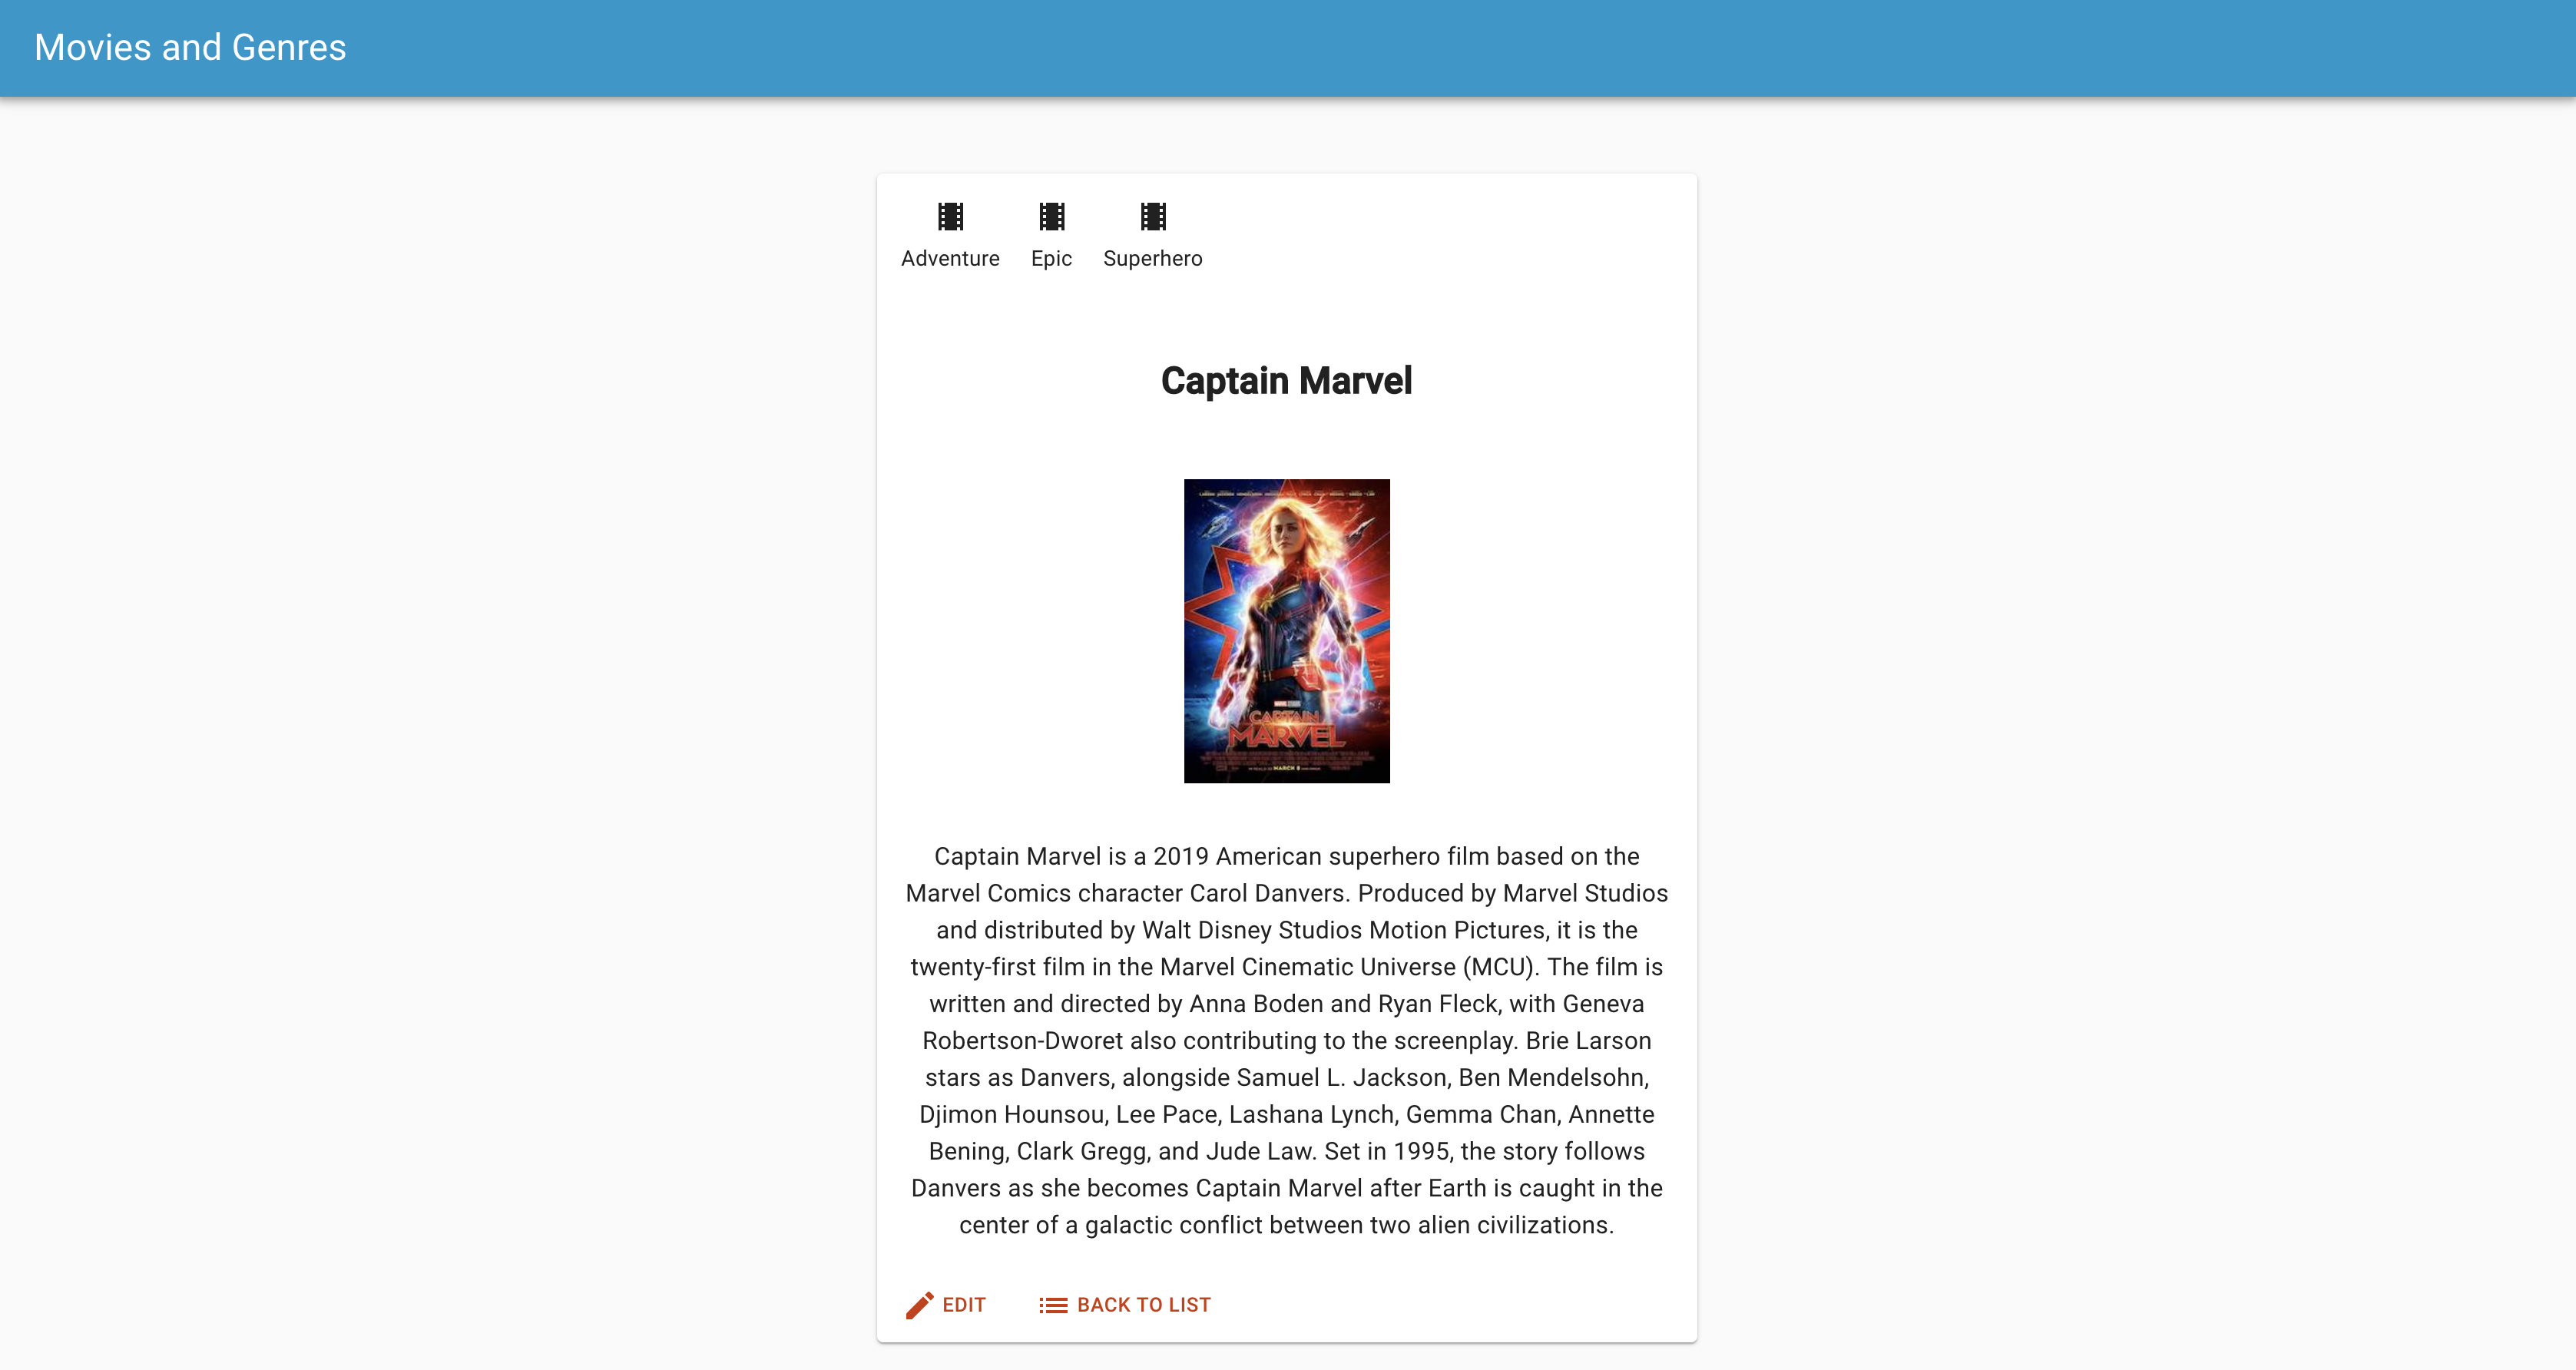 Movies and Genres
Adventure Epic Superhero
Captain Marvel
CAPTAIN
MARVEL
MARCH 8
Captain Marvel is a 2019 American superhero film based on the
Marvel Comics character Carol Danvers. Produced by Marvel Studios
and distributed by Walt Disney Studios Motion Pictures, it is the
twenty-first film in the Marvel Cinematic Universe (MCU). The film is
written and directed by Anna Boden and Ryan Fleck, with Geneva
Robertson-Dworet also contributing to the screenplay. Brie Larson
stars as Danvers, alongside Samuel L. Jackson, Ben Mendelsohn,
Djimon Hounsou, Lee Pace, Lashana Lynch, Gemma Chan, Annette
Bening, Clark Gregg, and Jude Law. Set in 1995, the story follows
Danvers as she becomes Captain Marvel after Earth is caught in the
center of a galactic conflict between two alien civilizations.
EDIT BACK TO LIST